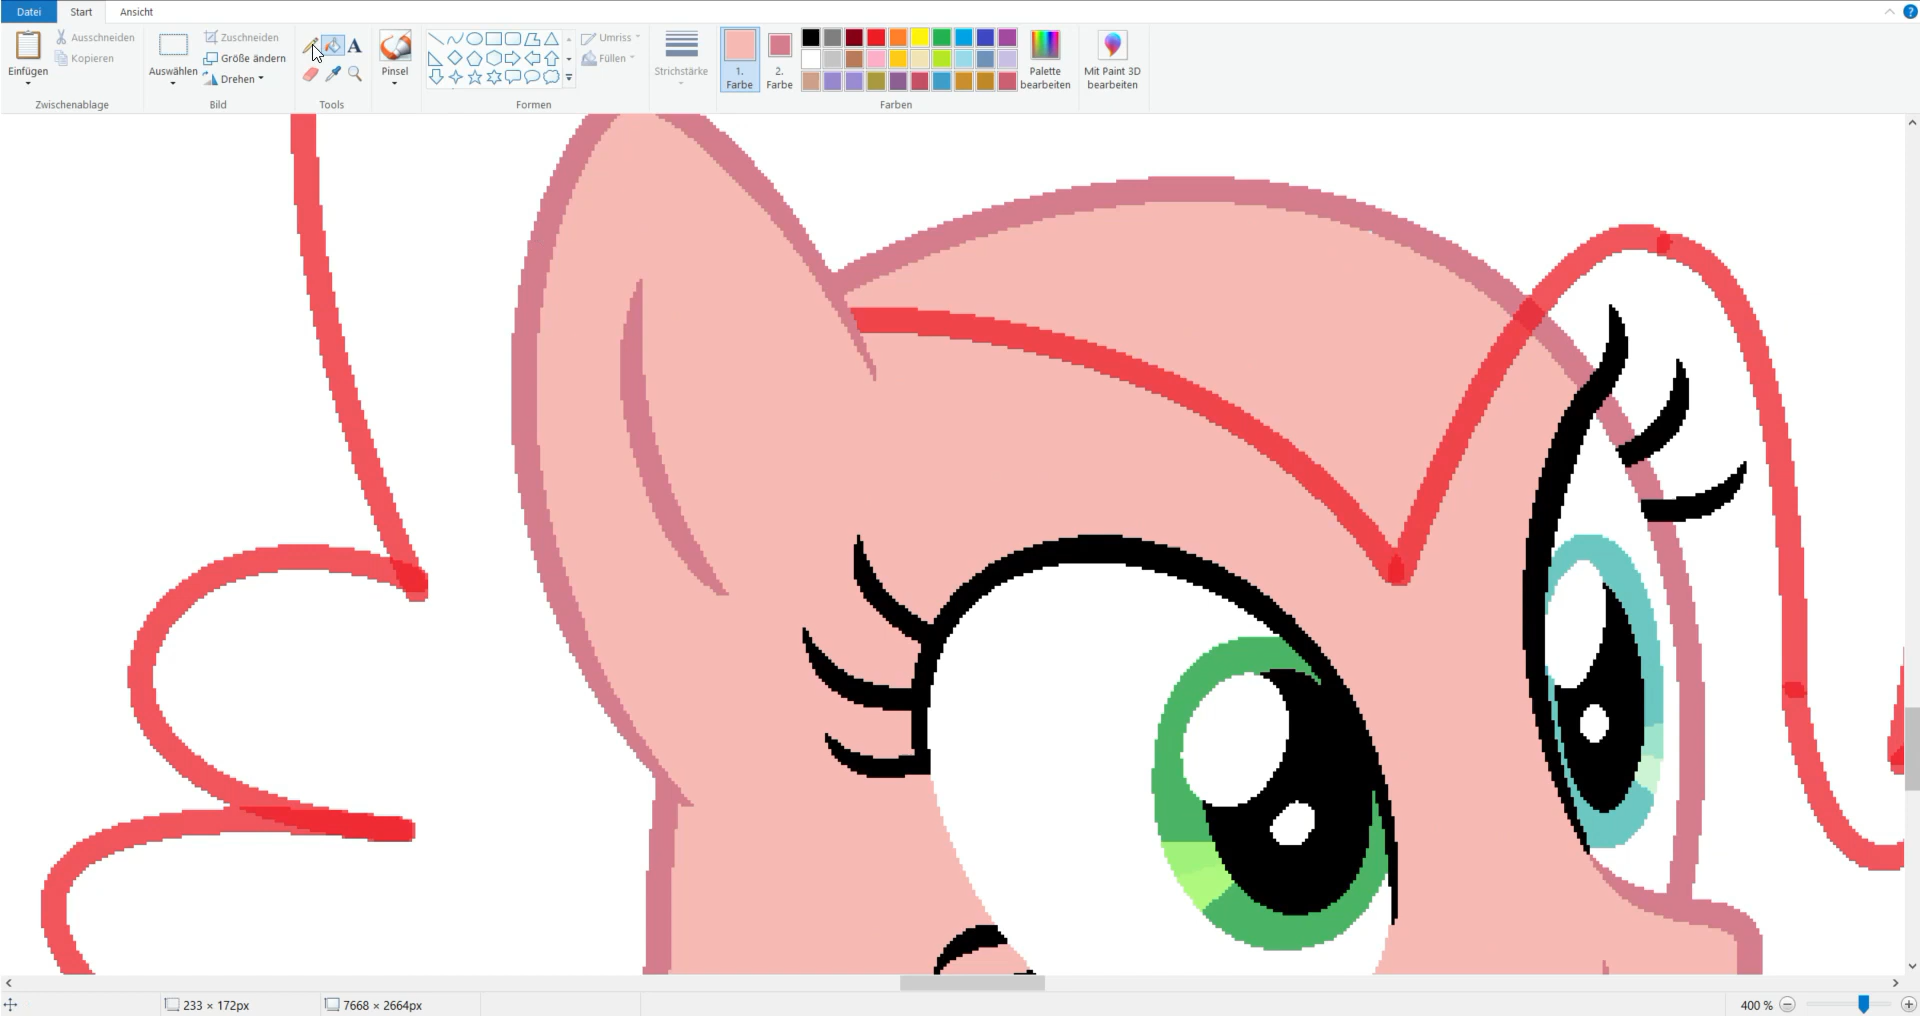 Datei Start Ansicht
Ausschneiden Zuschneiden A Umriss
Kopieren Größe ändern Füllen
Einfügen Auswählen Drehen Pinsel Strichstärke 1. Farbe 2. Farbe Palette bearbeiten Mit Paint 3D bearbeiten
Zwischenablage Bild Tools Formen Farben
233 × 172px 7668 × 2664px 400 %